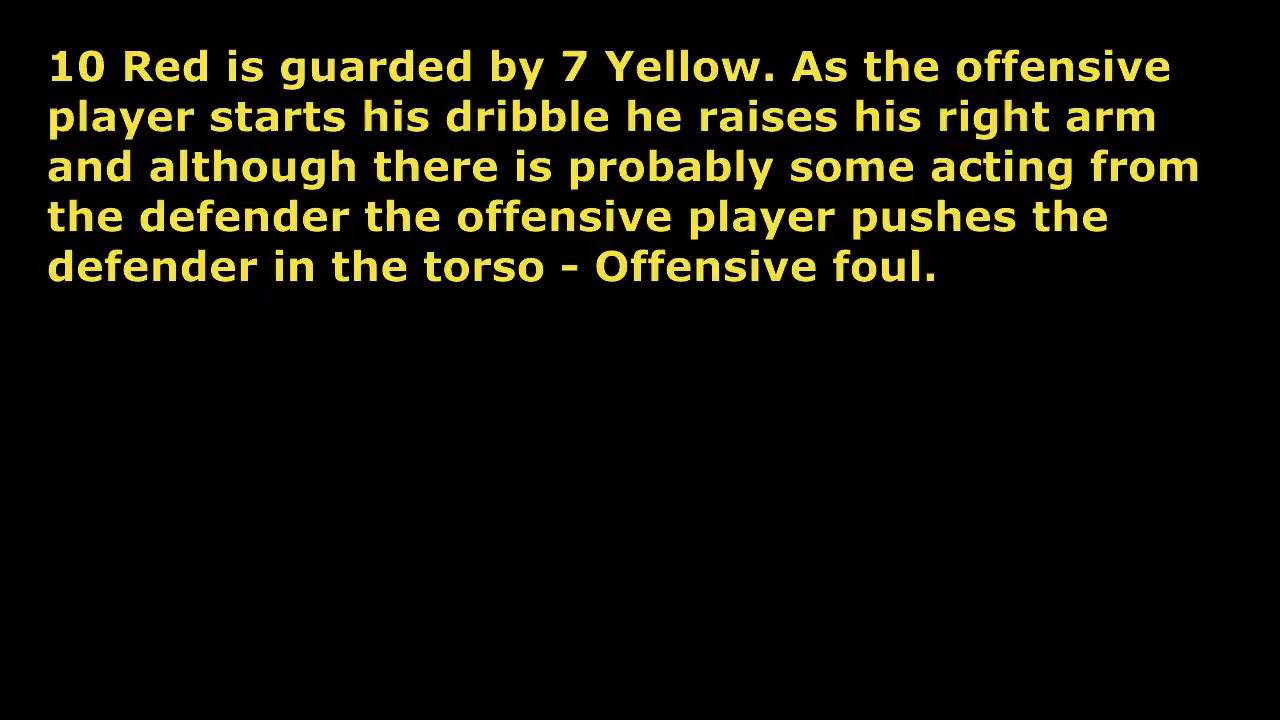 10 Red is guarded by 7 Yellow. As the offensive
player starts his dribble he raises his right arm
and although there is probably some acting from
the defender the offensive player pushes the
defender in the torso - Offensive foul.